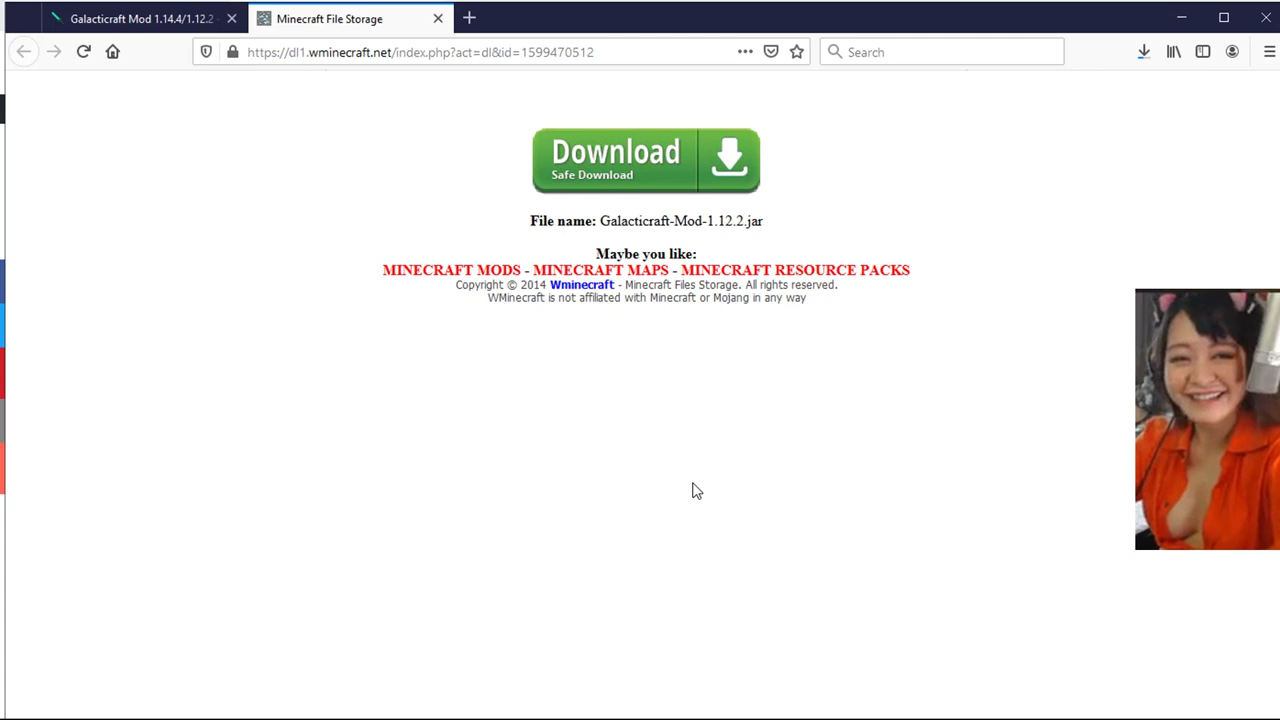 Galacticraft Mod 1.14.4/1.12.2
Minecraft File Storage
https://dl1.wminecraft.net/index.php?act=dl&id=1599470512
Search
Download
Safe Download
File name: Galacticraft-Mod-1.12.2.jar
Maybe you like:
MINECRAFT MODS - MINECRAFT MAPS - MINECRAFT RESOURCE PACKS
Copyright © 2014 Wminecraft - Minecraft Files Storage. All rights reserved.
WMinecraft is not affiliated with Minecraft or Mojang in any way